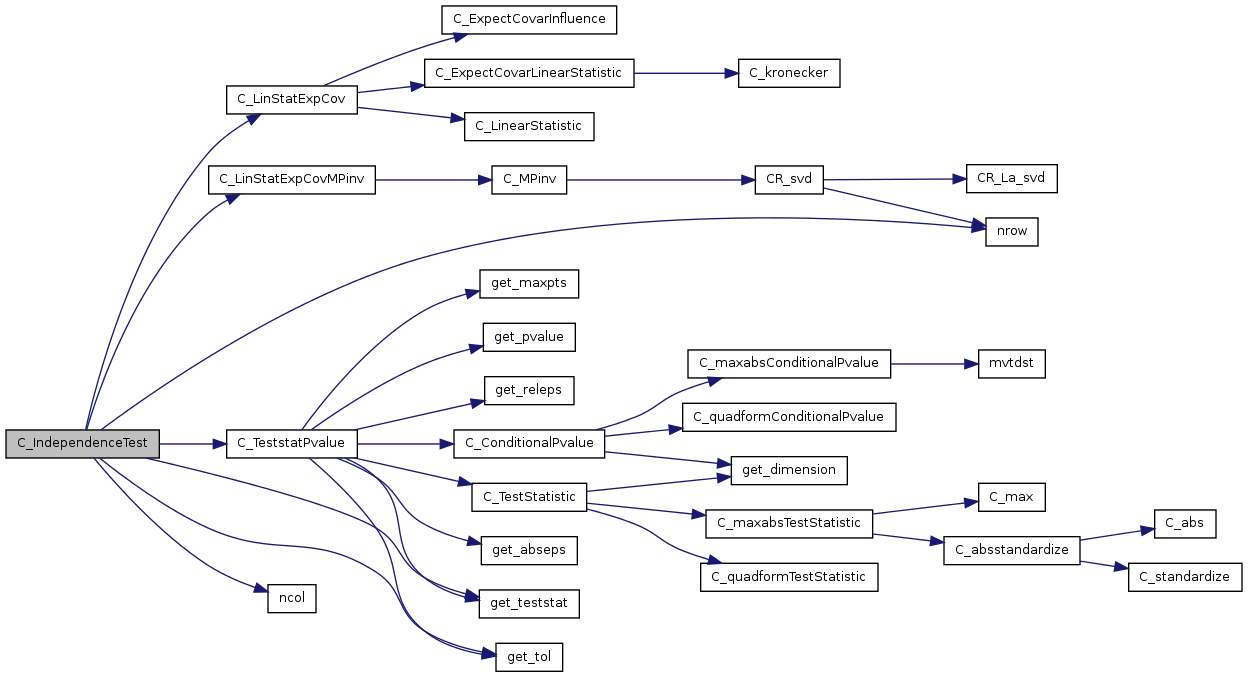 C_ExpectCovarInfluence
C_ExpectCovarLinearStatistic
C_kronecker
C_LinStatExpCov
C_LinearStatistic
C_LinStatExpCovMPinv
C_MPinv
CR_svd
CR_La_svd
nrow
get_maxpts
get_pvalue
C_maxabsConditionalPvalue
mvtdst
get_releps
C_quadformConditionalPvalue
C_IndependenceTest
C_TeststatPvalue
C_ConditionalPvalue
get_dimension
C_TestStatistic
C_max
C_maxabsTestStatistic
C_abs
get_abseps
C_absstandardize
C_quadformTestStatistic
C_standardize
ncol
get_teststat
get_tol